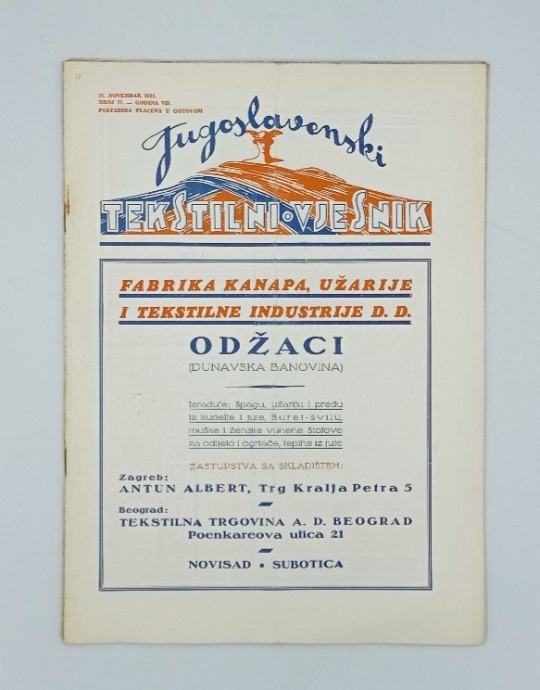 21. NOVEMBAR 1931.
— GODINA VII.
POŠTARINA PLAĆENA U GOTOVOM
Jugoslavenski
TEKSTILNI·VJESNIK
FABRIKA KANAPA, UŽARIJE
I TEKSTILNE INDUSTRIJE D. D.
ODŽACI
(DUNAVSKA BANOVINA)
Izrađuje: špagu, užariju i pređu
iz kudelje i jute, Buret-svilu,
muške i ženske vunene štofove
za odijelo i ogrtače, tepihe iz jute
ZASTUPSTVA SA SKLADIŠTEM:
Zagreb:
ANTUN ALBERT, Trg Kralja Petra 5
Beograd:
TEKSTILNA TRGOVINA A. D. BEOGRAD
Poenkareova ulica 21
NOVISAD • SUBOTICA